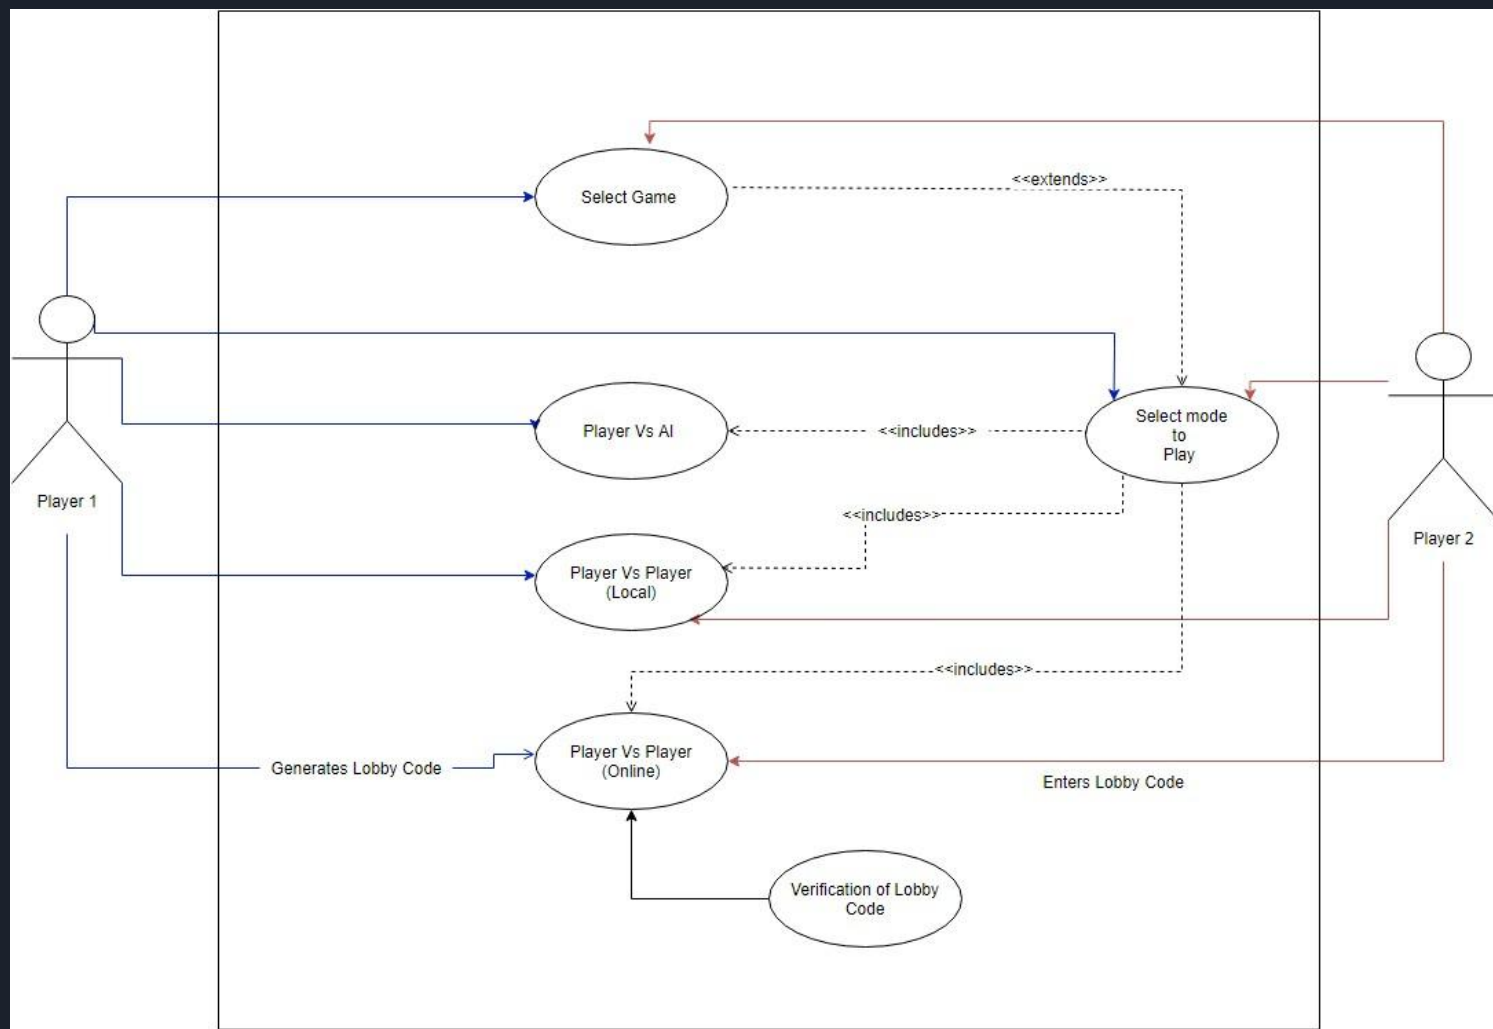 <<extends>>
Select Game
Select mode
to
Play
Player Vs AI
<<includes>>
Player 1
<<includes>>
Player 2
Player Vs Player
(Local)
<<includes>>
Player Vs Player
(Online)
Generates Lobby Code
Enters Lobby Code
Verification of Lobby
Code